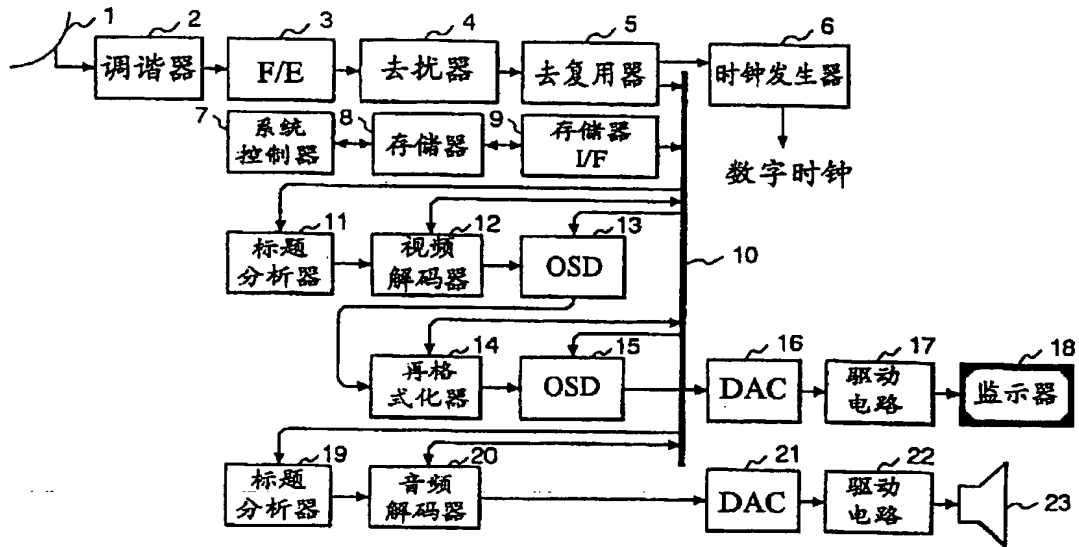 1
2
3
4
5
6
调谐器
F/E
去扰器
去复用器
时钟发生器
7
8
9
系统
控制器
存储器
存储器
I/F
数字时钟
11
12
13
标题
分析器
视频
解码器
OSD
10
14
15
16
17
18
再格
式化器
OSD
DAC
驱动
电路
监示器
19
20
21
22
标题
分析器
音频
解码器
DAC
驱动
电路
23